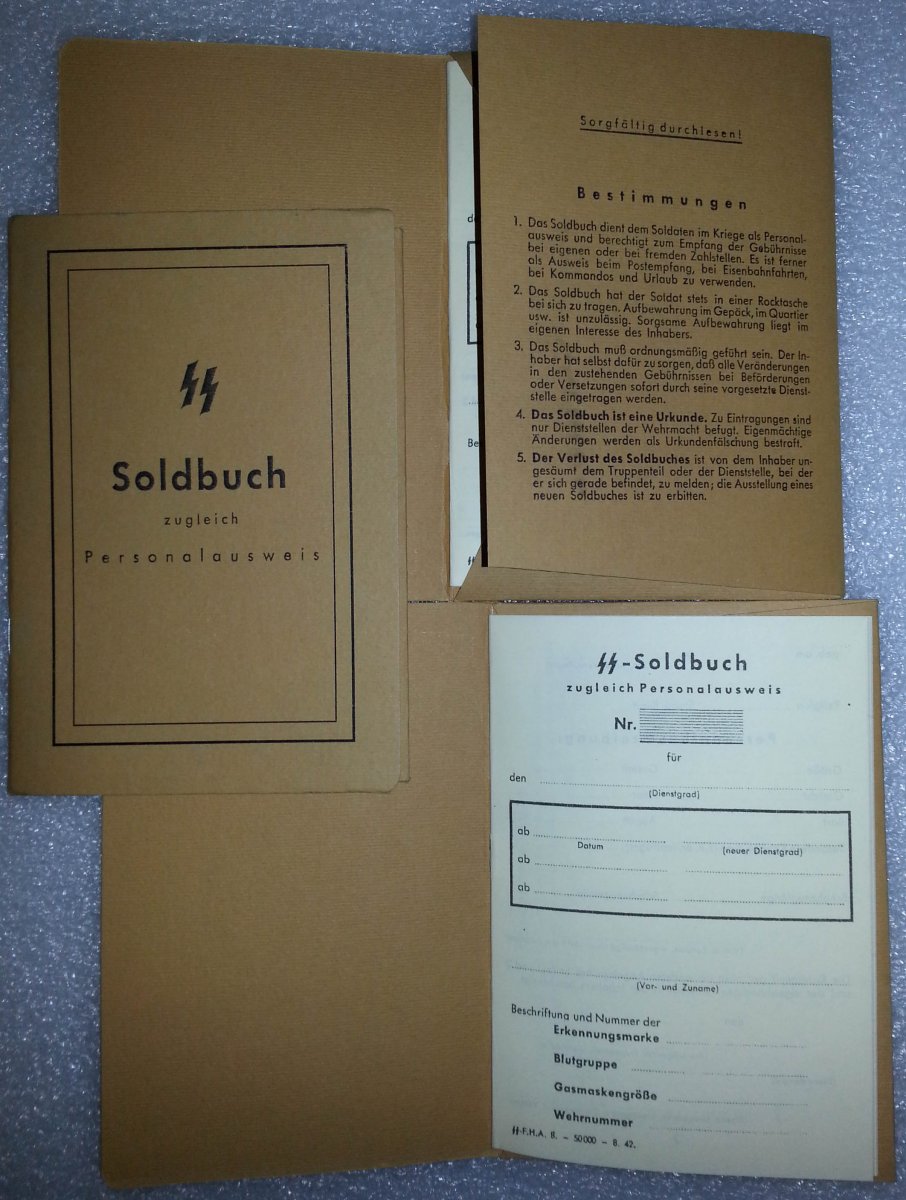 Sorgfältig durchlesen!
Bestimmungen
1. Das Soldbuch dient dem Soldaten im Kriege als Personal-
ausweis und berechtigt zum Empfang der Gebührnisse
bei eigenen oder bei fremden Zahlstellen. Es ist ferner
als Ausweis beim Postempfang, bei Eisenbahnfahrten,
bei Kommandos und Urlaub zu verwenden.
2. Das Soldbuch hat der Soldat stets in einer Rocktasche
bei sich zu tragen. Aufbewahrung im Gepäck, im Quartier
usw. ist unzulässig. Sorgsame Aufbewahrung liegt im
eigenen Interesse des Inhabers.
3. Das Soldbuch muß ordnungsmäßig geführt sein. Der In-
haber hat selbst dafür zu sorgen, daß alle Veränderungen
in den zustehenden Gebührnissen bei Beförderungen
oder Versetzungen sofort durch seine vorgesetzte Dienst-
stelle eingetragen werden.
4. Das Soldbuch ist eine Urkunde. Zu Eintragungen sind
nur Dienststellen der Wehrmacht befugt. Eigenmächtige
Änderungen werden als Urkundenfälschung bestraft.
5. Der Verlust des Soldbuches ist von dem Inhaber un-
gesäumt dem Truppenteil oder der Dienststelle, bei der
er sich gerade befindet, zu melden; die Ausstellung eines
neuen Soldbuches ist zu erbitten.
ᛋᛋ
Soldbuch
zugleich
Personalausweis
ᛋᛋ-Soldbuch
zugleich Personalausweis
Nr.
für
den
(Dienstgrad)
ab
Datum (neuer Dienstgrad)
ab
ab
(Vor- und Zuname)
Beschriftung und Nummer der
Erkennungsmarke
Blutgruppe
Gasmaskengröße
Wehrnummer
ᛋᛋ-F.H.A. B. – 50000 – 8. 42.